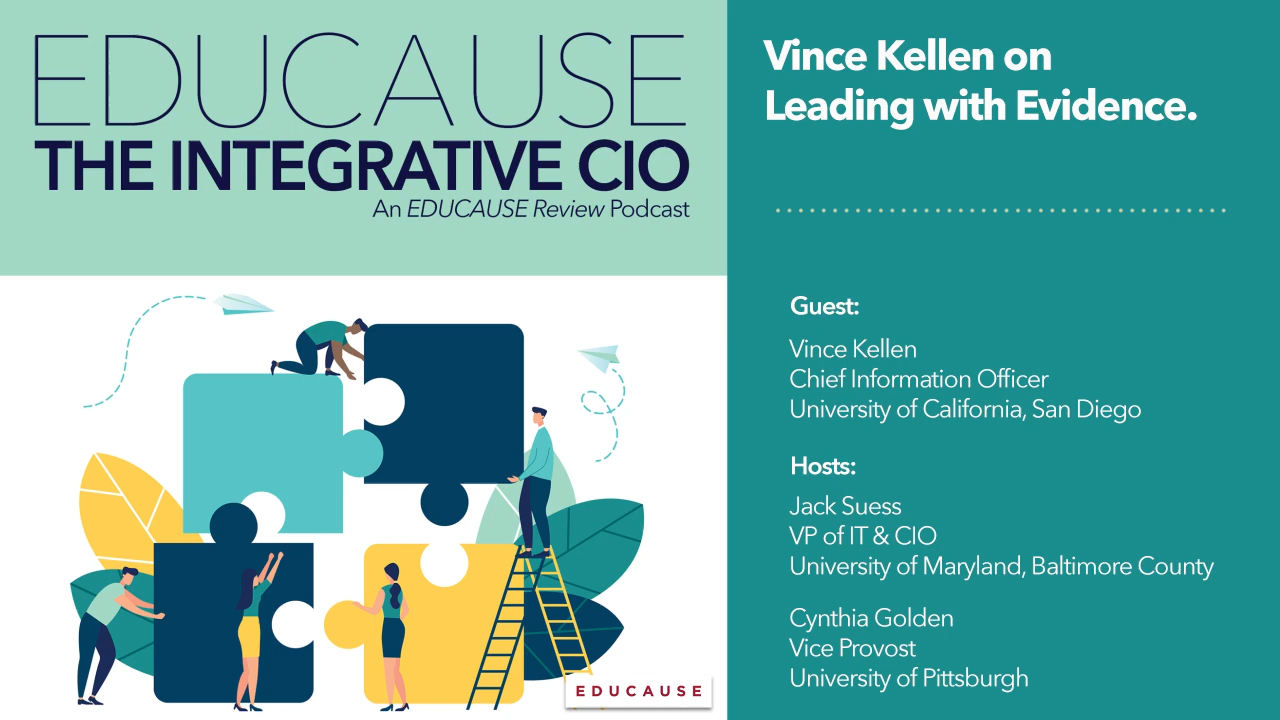 EDUCAUSE
THE INTEGRATIVE CIO
An EDUCAUSE Review Podcast
EDUCAUSE
Vince Kellen on
Leading with Evidence.
Guest:
Vince Kellen
Chief Information Officer
University of California, San Diego
Hosts:
Jack Suess
VP of IT & CIO
University of Maryland, Baltimore County
Cynthia Golden
Vice Provost
University of Pittsburgh